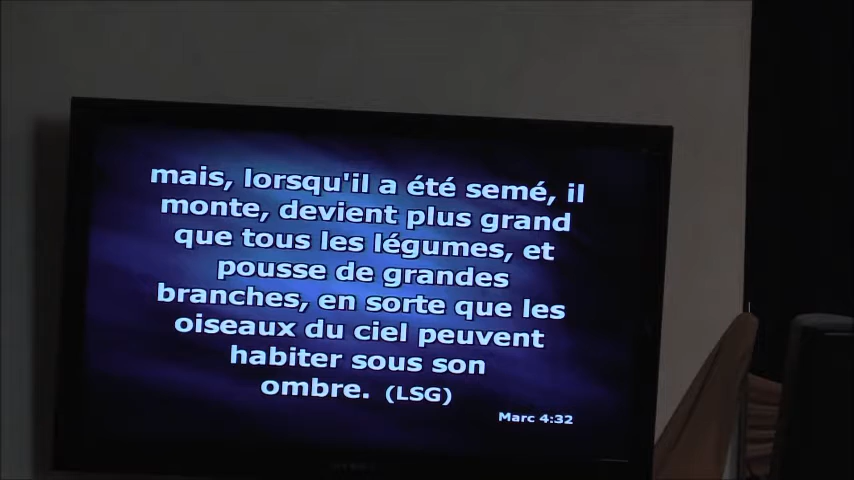 mais, lorsqu'il a été semé, il
monte, devient plus grand
que tous les légumes, et
pousse de grandes
branches, en sorte que les
oiseaux du ciel peuvent
habiter sous son
ombre. (LSG)
Marc 4:32